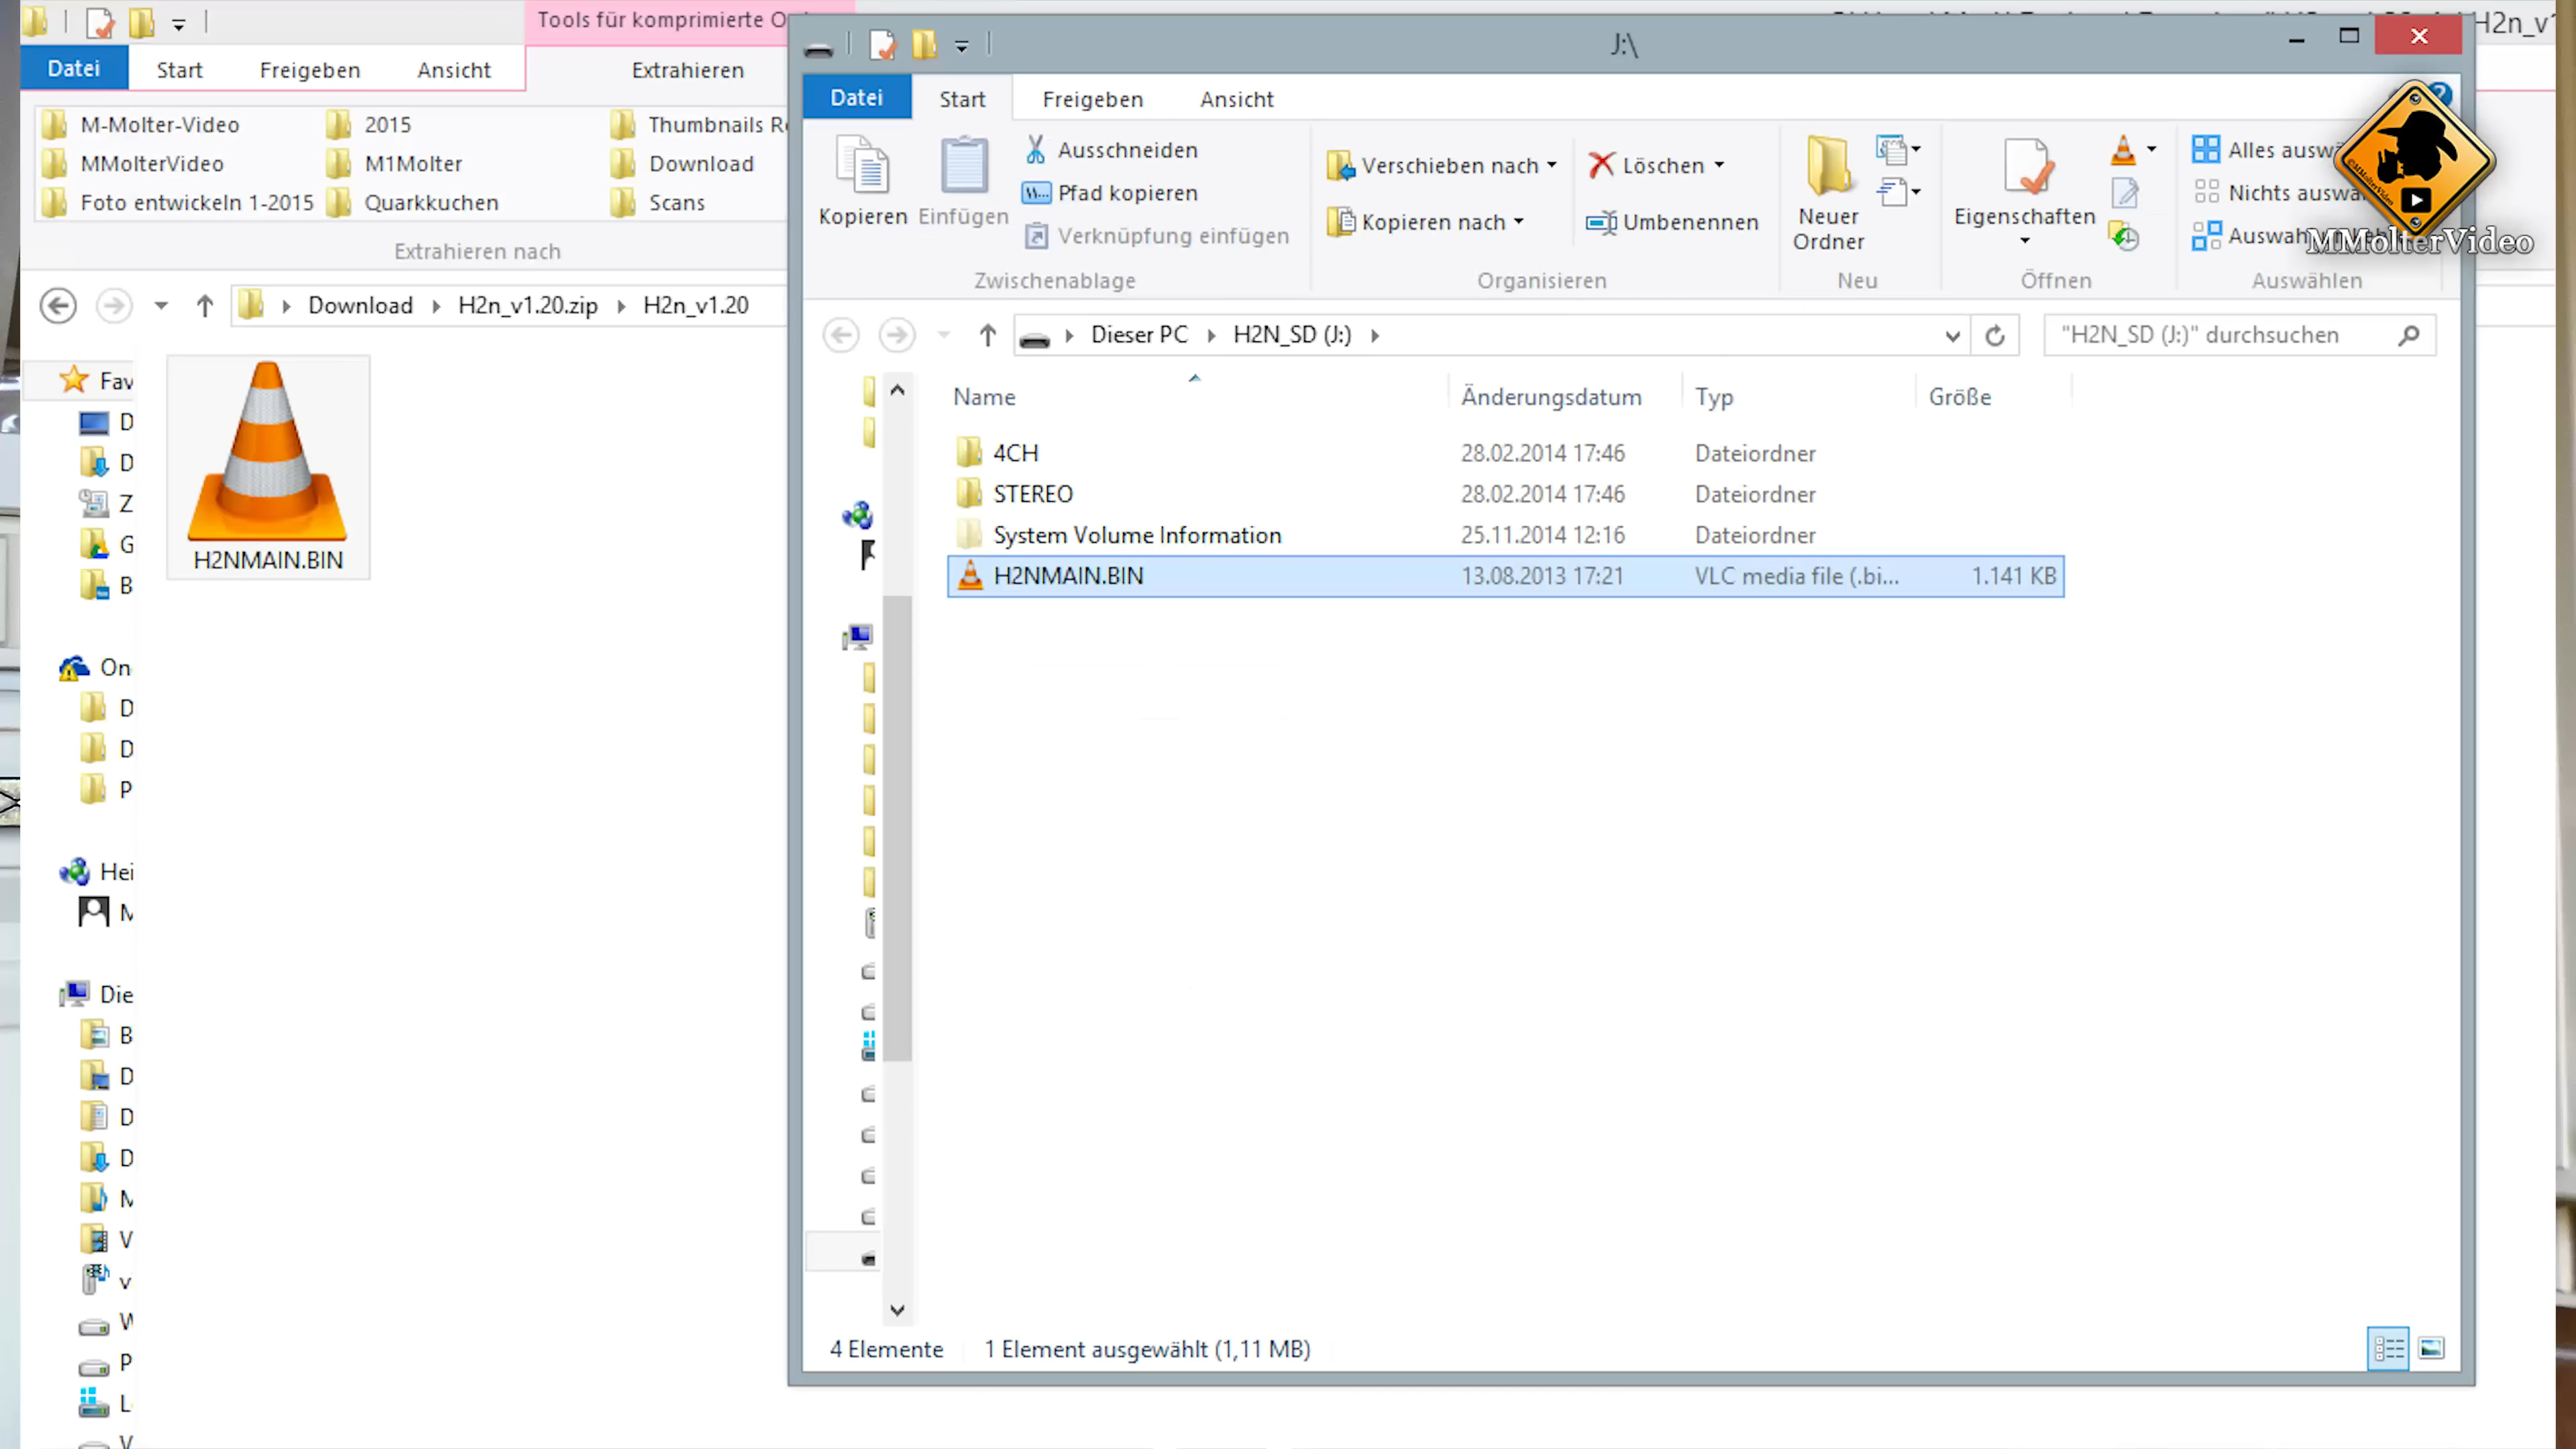 Tools für komprimierte O
Datei
Start
Freigeben
Ansicht
Extrahieren
M-Molter-Video
2015
Thumbnails R
MMolterVideo
M1Molter
Download
Foto entwickeln 1-2015
Quarkkuchen
Scans
Extrahieren nach
Download
H2n_v1.20.zip
H2n_v1.20
Fav
D
D
Z
G
B
H2NMAIN.BIN
On
D
D
P
Hei
M
Die
B
D
D
D
M
V
v
W
P
L
V
J:\
H2n_v1
Datei
Start
Freigeben
Ansicht
Kopieren
Einfügen
Ausschneiden
Pfad kopieren
Verknüpfung einfügen
Zwischenablage
Verschieben nach
Kopieren nach
Löschen
Umbenennen
Organisieren
Neuer
Ordner
Neu
Eigenschaften
Öffnen
Alles ausw
Nichts auswa
Auswah
Auswählen
MMolterVideo
Dieser PC
H2N_SD (J:)
"H2N_SD (J:)" durchsuchen
Name
Änderungsdatum
Typ
Größe
4CH
28.02.2014 17:46
Dateiordner
STEREO
28.02.2014 17:46
Dateiordner
System Volume Information
25.11.2014 12:16
Dateiordner
H2NMAIN.BIN
13.08.2013 17:21
VLC media file (.bi...
1.141 KB
4 Elemente
1 Element ausgewählt (1,11 MB)